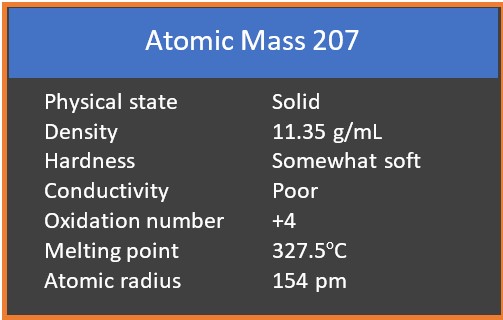 Atomic Mass 207
Physical state Solid
Density 11.35 g/mL
Hardness Somewhat soft
Conductivity Poor
Oxidation number +4
Melting point 327.5°C
Atomic radius 154 pm